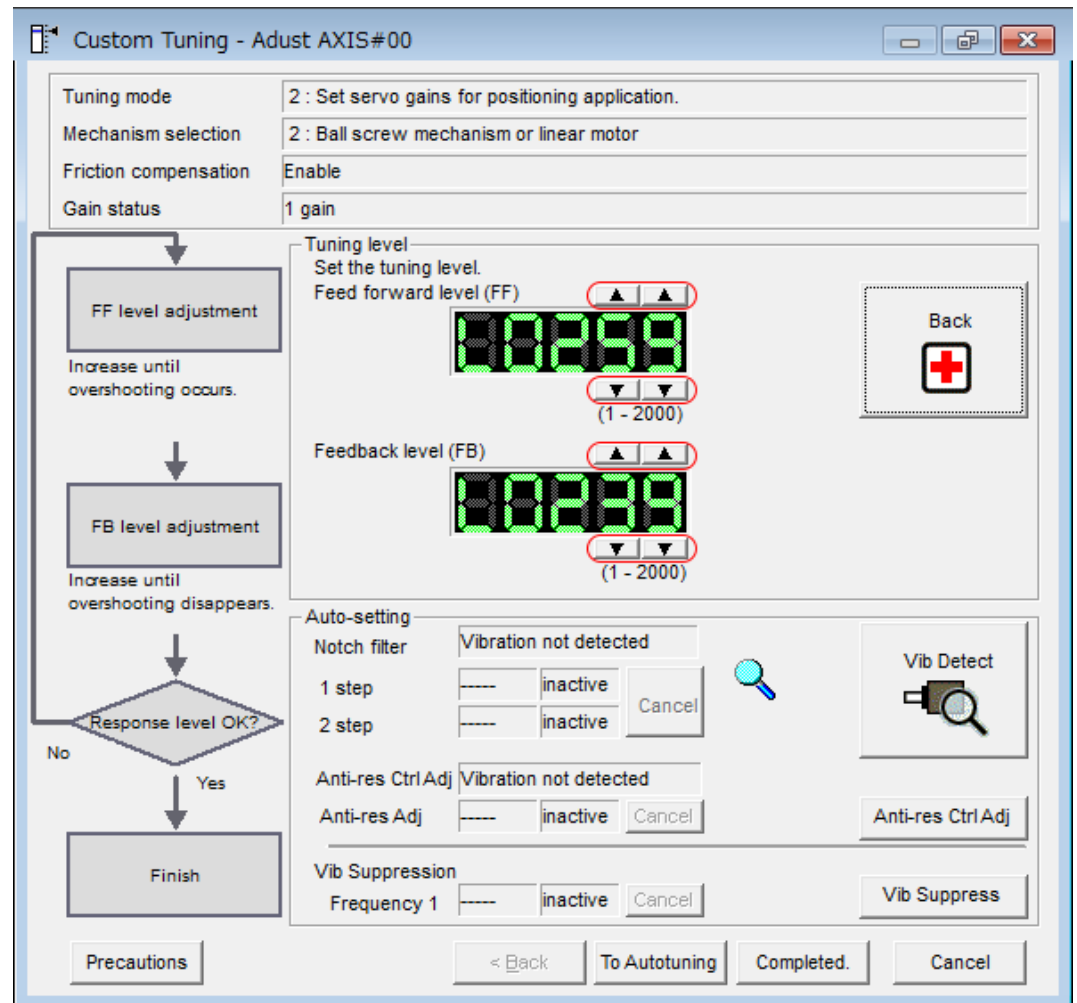 Custom Tuning - Adust AXIS#00
Tuning mode 2 : Set servo gains for positioning application.
Mechanism selection 2 : Ball screw mechanism or linear motor
Friction compensation Enable
Gain status 1 gain
FF level adjustment
Increase until
overshooting occurs.
FB level adjustment
Increase until
overshooting disappears.
Response level OK?
No
Yes
Finish
Tuning level
Set the tuning level.
Feed forward level (FF)
L0259
(1 - 2000)
Feedback level (FB)
L0239
(1 - 2000)
Back
Auto-setting
Notch filter Vibration not detected
1 step ----- inactive
2 step ----- inactive
Cancel
Vib Detect
Anti-res Ctrl Adj Vibration not detected
Anti-res Adj ----- inactive Cancel
Anti-res Ctrl Adj
Vib Suppression
Frequency 1 ----- inactive Cancel
Vib Suppress
Precautions < Back To Autotuning Completed. Cancel